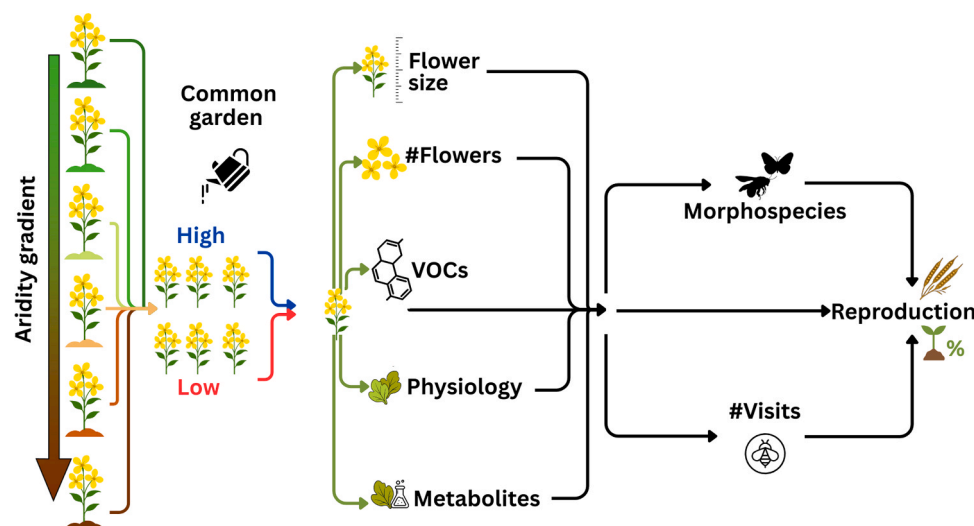 Aridity gradient
Common
garden
High
Low
Flower
size
#Flowers
VOCs
Physiology
Metabolites
Morphospecies
Reproduction
%
#Visits